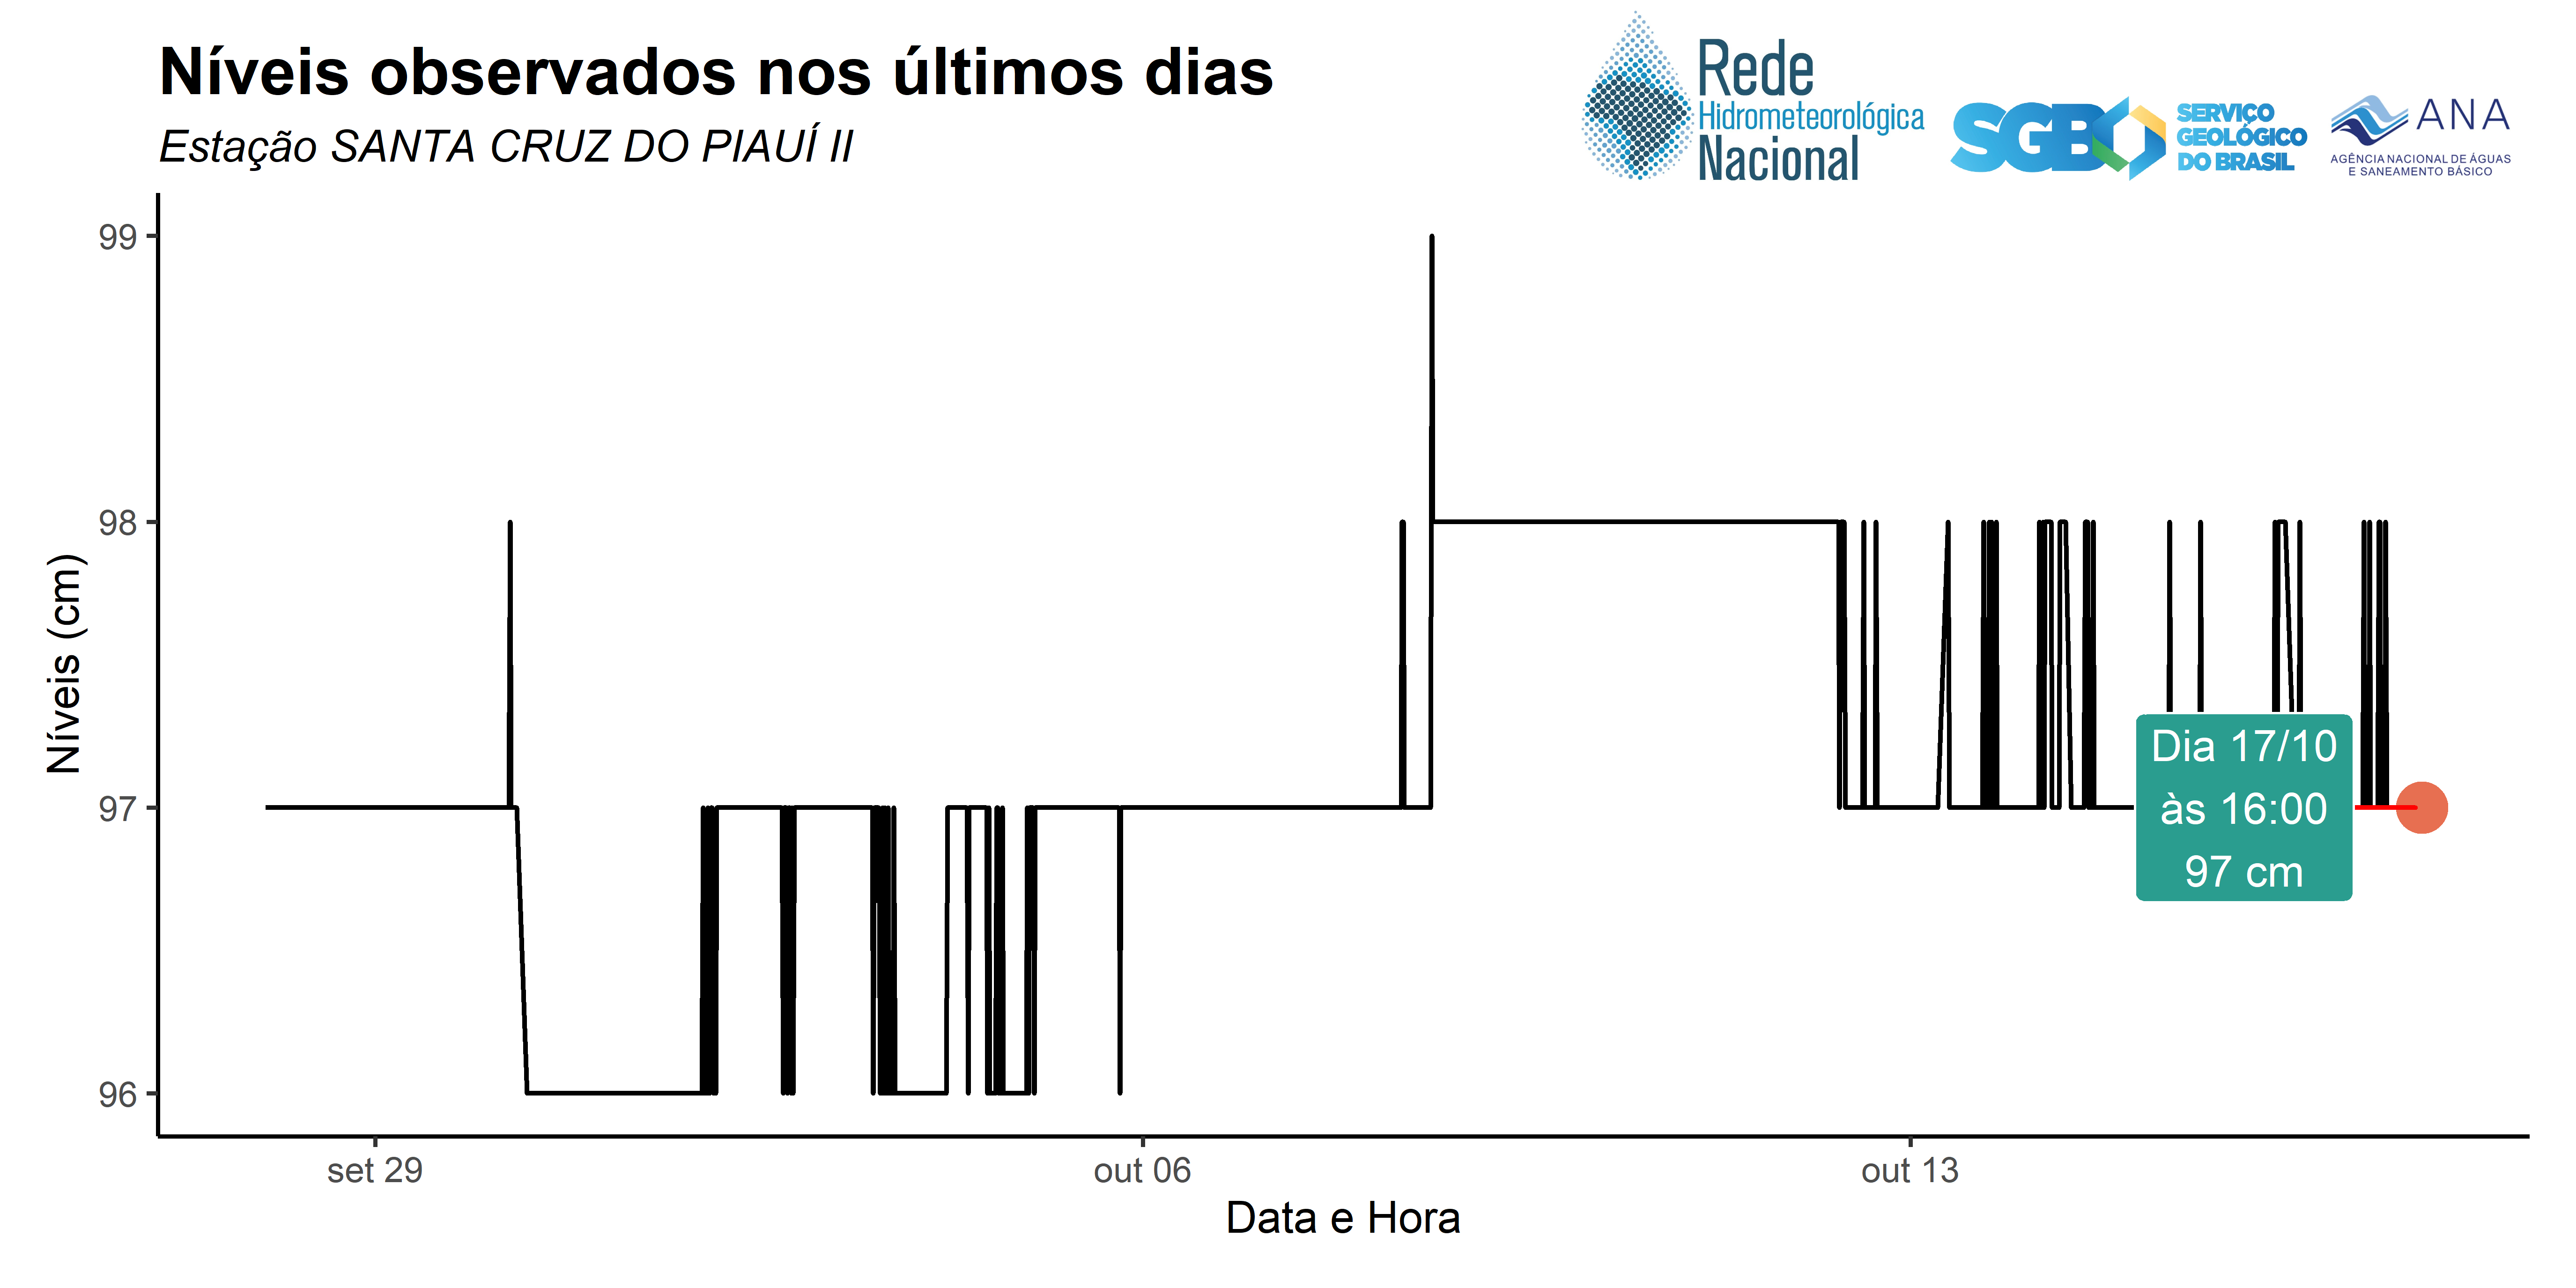 Níveis observados nos últimos dias
Estação SANTA CRUZ DO PIAUÍ II
Rede
Hidrometeorológica
Nacional
SGB
SERVIÇO
GEOLÓGICO
DO BRASIL
ANA
AGÊNCIA NACIONAL DE ÁGUAS
E SANEAMENTO BÁSICO
Níveis (cm)
99
98
97
96
Dia 17/10
às 16:00
97 cm
set 29
out 06
out 13
Data e Hora